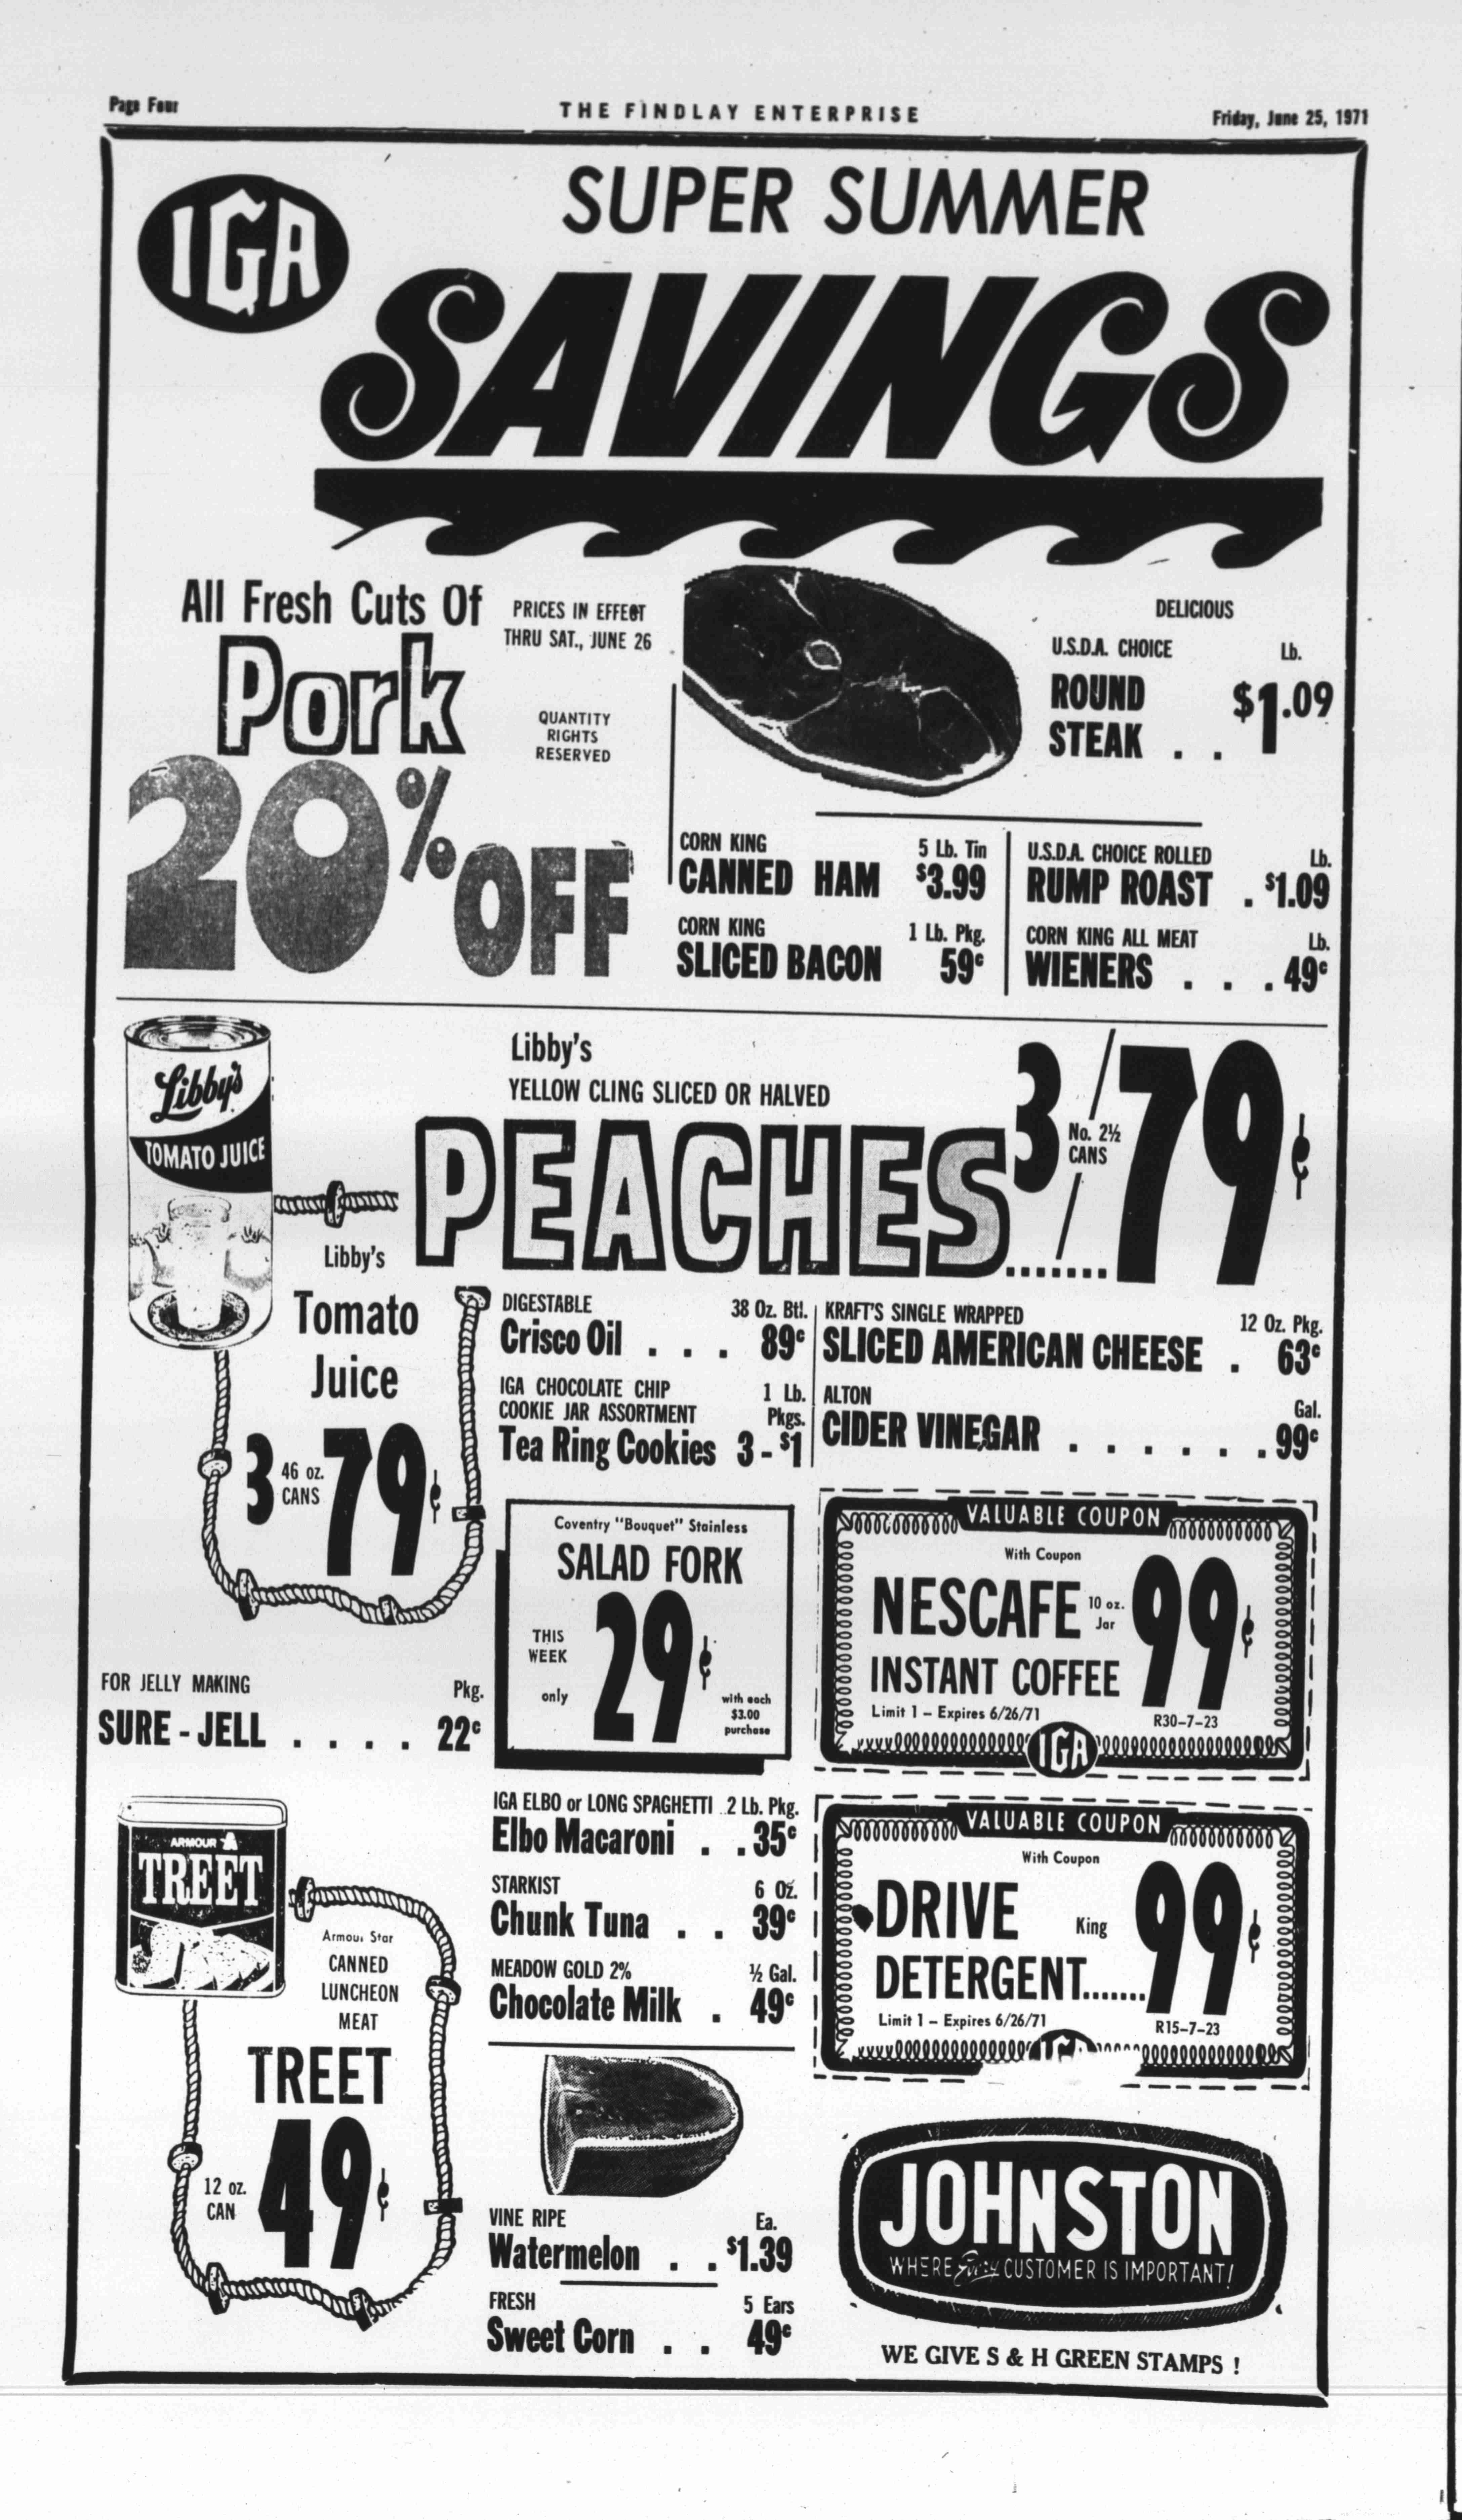 Page Four
THE FINDLAY ENTERPRISE
Friday, June 25, 1971
IGA
SUPER SUMMER
SAVINGS
All Fresh Cuts Of
Pork
20% OFF
PRICES IN EFFECT
THRU SAT., JUNE 26
QUANTITY
RIGHTS
RESERVED
DELICIOUS
U.S.D.A. CHOICE Lb.
ROUND
STEAK . . $1.09
CORN KING 5 Lb. Tin
CANNED HAM $3.99
CORN KING 1 Lb. Pkg.
SLICED BACON 59¢
U.S.D.A. CHOICE ROLLED Lb.
RUMP ROAST . $1.09
CORN KING ALL MEAT Lb.
WIENERS . . . 49¢
Libby's
TOMATO JUICE
Libby's
YELLOW CLING SLICED OR HALVED
PEACHES....... 3/79¢
No. 2½
CANS
Libby's
Tomato
Juice
3 46 oz. CANS 79¢
DIGESTABLE 38 Oz. Btl.
Crisco Oil . . . 89¢
IGA CHOCOLATE CHIP 1 Lb.
COOKIE JAR ASSORTMENT Pkgs.
Tea Ring Cookies 3 - $1
KRAFT'S SINGLE WRAPPED 12 Oz. Pkg.
SLICED AMERICAN CHEESE . 63¢
ALTON Gal.
CIDER VINEGAR . . . . . . 99¢
Coventry "Bouquet" Stainless
SALAD FORK
THIS
WEEK
only
29¢
with each
$3.00
purchase
VALUABLE COUPON
With Coupon
NESCAFE 10 oz. Jar 99¢
INSTANT COFFEE
Limit 1 - Expires 6/26/71
R30-7-23
IGA
FOR JELLY MAKING Pkg.
SURE - JELL . . . . 22¢
ARMOUR
TREET
Armour Star
CANNED
LUNCHEON
MEAT
TREET
12 oz.
CAN
49¢
IGA ELBO or LONG SPAGHETTI ..2 Lb. Pkg.
Elbo Macaroni . . 35¢
STARKIST 6 Oz.
Chunk Tuna . . 39¢
MEADOW GOLD 2% ½ Gal.
Chocolate Milk . 49¢
VINE RIPE Ea.
Watermelon . . $1.39
FRESH 5 Ears
Sweet Corn . . 49¢
VALUABLE COUPON
With Coupon
DRIVE King 99¢
DETERGENT.......
Limit 1 - Expires 6/26/71
R15-7-23
IGA
JOHNSTON
WHERE Every CUSTOMER IS IMPORTANT!
WE GIVE S & H GREEN STAMPS !